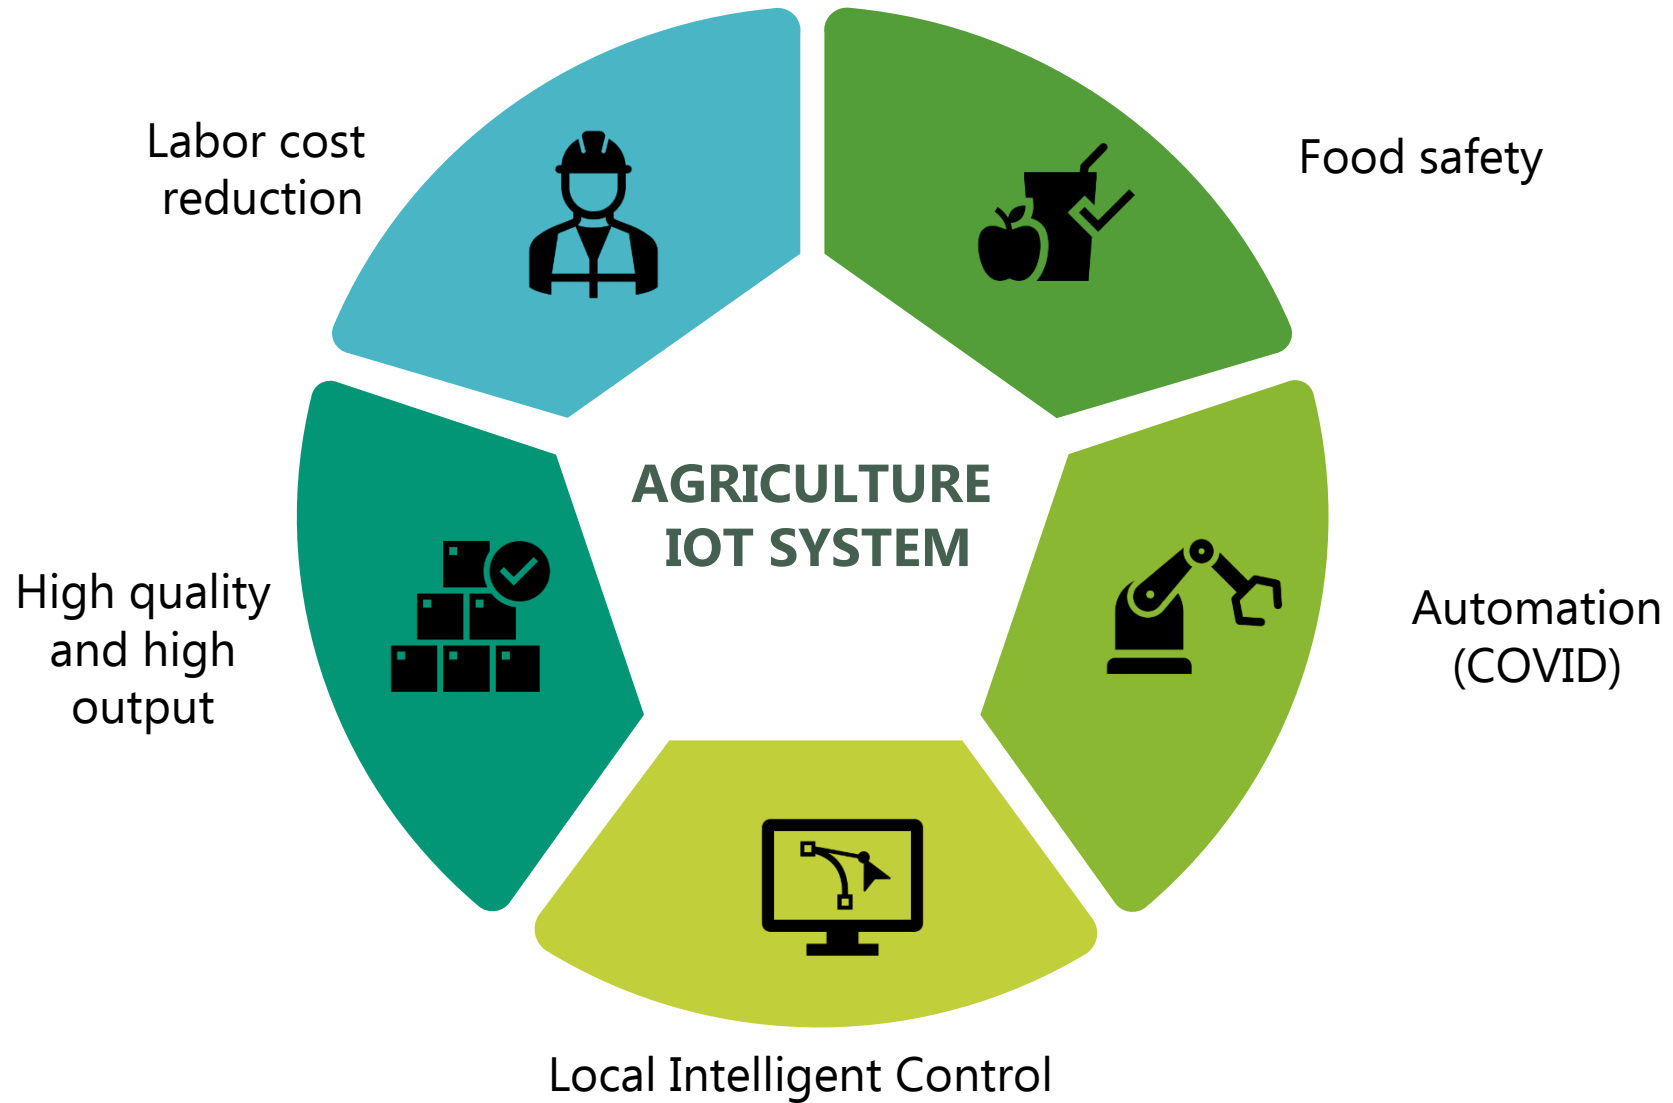 Labor cost
reduction
Food safety
AGRICULTURE
IOT SYSTEM
High quality
and high
output
Automation
(COVID)
Local Intelligent Control